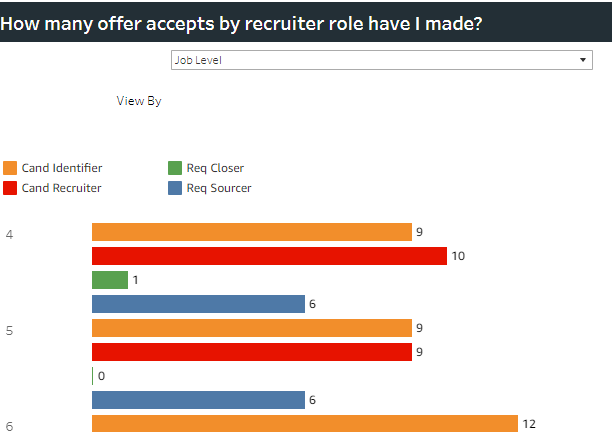 How many offer accepts by recruiter role have I made?
Job Level
View By
Cand Identifier
Req Closer
Cand Recruiter
Req Sourcer
4
9
10
1
6
5
9
9
0
6
6
12